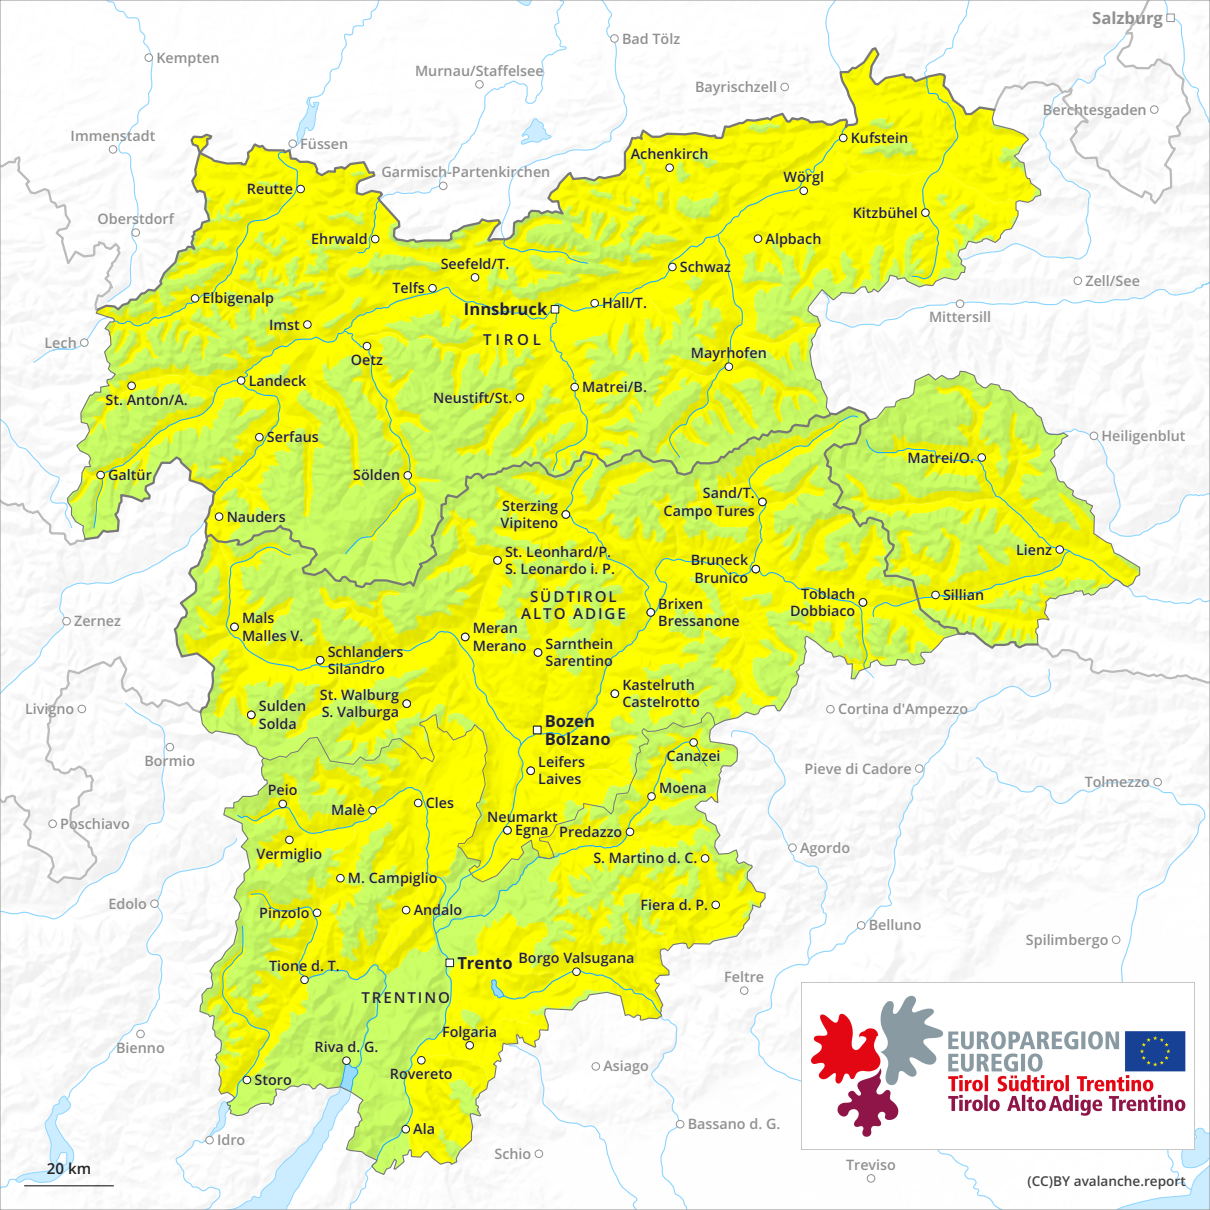 Salzburg
Bad Tölz
Kempten
Murnau/Staffelsee
Bayrischzell
Berchtesgaden
Immenstadt
Füssen
Kufstein
Achenkirch
Garmisch-Partenkirchen
Wörgl
Reutte
Oberstdorf
Kitzbühel
Ehrwald
Alpbach
Seefeld/T.
Schwaz
Zell/See
Telfs
Elbigenalp
Innsbruck
Hall/T.
Mittersill
Imst
TIROL
Lech
Oetz
Mayrhofen
Landeck
St. Anton/A.
Neustift/St.
Matrei/B.
Serfaus
Heiligenblut
Matrei/O.
Galtür
Sölden
Sand/T.
Campo Tures
Sterzing
Vipiteno
Nauders
St. Leonhard/P.
S. Leonardo i. P.
Bruneck
Brunico
Lienz
SÜDTIROL
ALTO ADIGE
Toblach
Dobbiaco
Sillian
Brixen
Bressanone
Zernez
Mals
Malles V.
Meran
Merano
Sarnthein
Sarentino
Schlanders
Silandro
Kastelruth
Castelrotto
St. Walburg
S. Valburga
Livigno
Sulden
Solda
Cortina d'Ampezzo
Bozen
Bolzano
Bormio
Canazei
Leifers
Laives
Pieve di Cadore
Tolmezzo
Peio
Moena
Malè
Cles
Neumarkt
Egna
Predazzo
Poschiavo
Vermiglio
S. Martino d. C.
Agordo
M. Campiglio
Edolo
Pinzolo
Andalo
Fiera d. P.
Belluno
Spilimbergo
Tione d. T.
Trento
Borgo Valsugana
Feltre
TRENTINO
Folgaria
Bienno
Riva d. G.
Rovereto
Asiago
Storo
EUROPAREGION
EUREGIO
Tirol Südtirol Trentino
Tirolo Alto Adige Trentino
Ala
Bassano d. G.
Idro
Schio
Treviso
20 km
(CC)BY avalanche.report